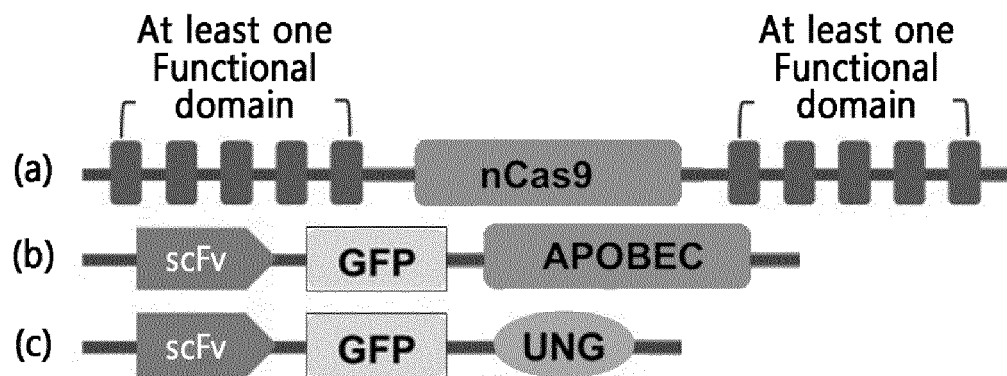 At least one
Functional
domain
At least one
Functional
domain
(a) nCas9
(b) scFv GFP APOBEC
(c) scFv GFP UNG